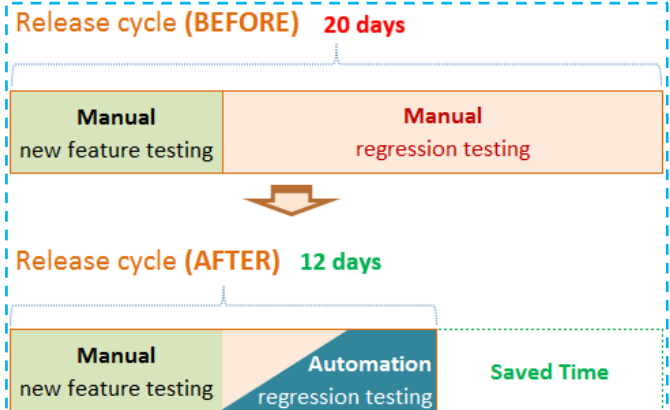 Release cycle (BEFORE) 20 days
Manual
new feature testing
Manual
regression testing
Release cycle (AFTER) 12 days
Manual
new feature testing
Automation
regression testing
Saved Time